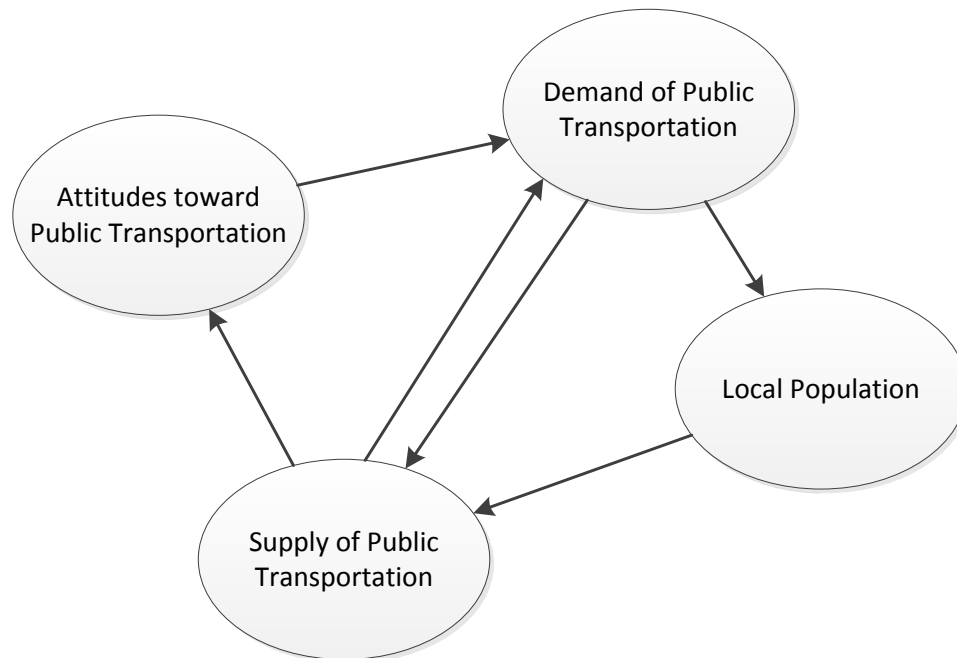 Demand of Public
Transportation
Attitudes toward
Public Transportation
Local Population
Supply of Public
Transportation